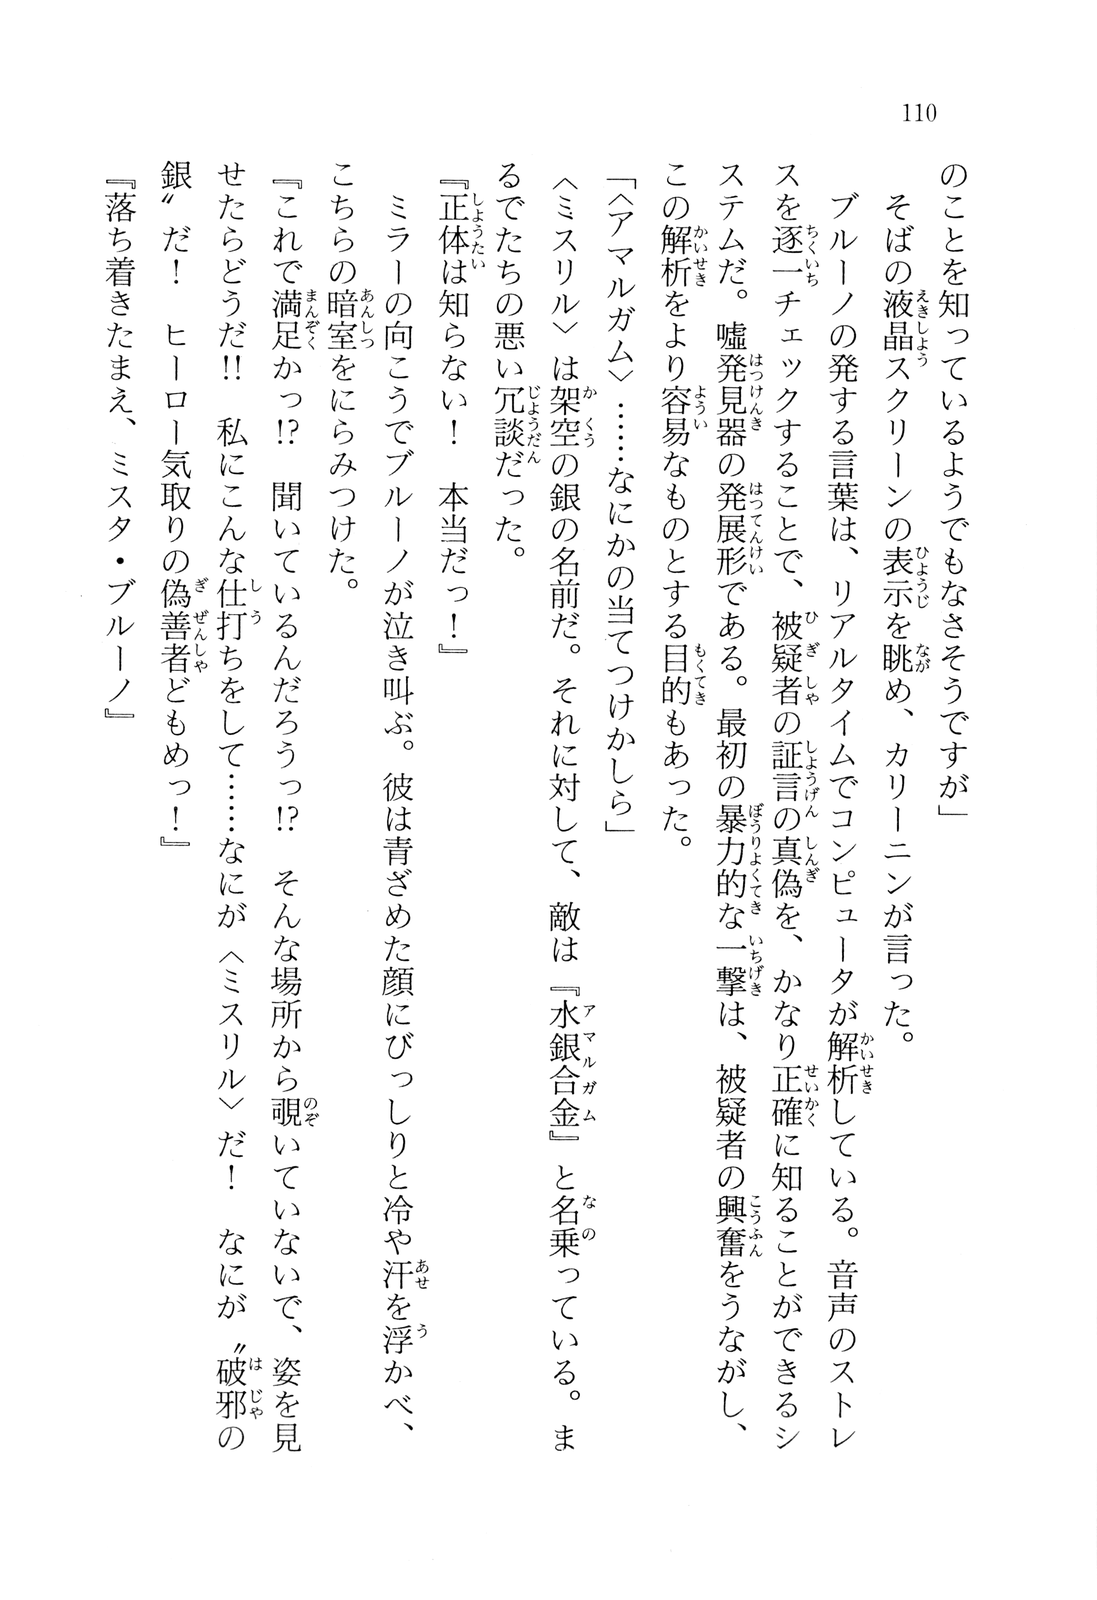 110
のことを知っているようでもなさそうですが」
そばの液晶スクリーンの表示を眺め、カリーニンが言った。
ブルーノの発する言葉は、リアルタイムでコンピュータが解析している。音声のストレ
スを逐一チェックすることで、被疑者の証言の真偽を、かなり正確に知ることができるシ
ステムだ。嘘発見器の発展形である。最初の暴力的な一撃は、被疑者の興奮をうながし、
この解析をより容易なものとする目的もあった。
「〈アマルガム〉……なにかの当てつけかしら」
〈ミスリル〉は架空の銀の名前だ。それに対して、敵は『水銀合金』と名乗っている。ま
るでたちの悪い冗談だった。
『正体は知らない！　本当だっ！』
ミラーの向こうでブルーノが泣き叫ぶ。彼は青ざめた顔にびっしりと冷や汗を浮かべ、
こちらの暗室をにらみつけた。
『これで満足かっ!?　聞いているんだろうっ!?　そんな場所から覗いていないで、姿を見
せたらどうだ!!　私にこんな仕打ちをして……なにが〈ミスリル〉だ！　なにが〝破邪の
銀〟だ！　ヒーロー気取りの偽善者どもめっ！』
『落ち着きたまえ、ミスタ・ブルーノ』